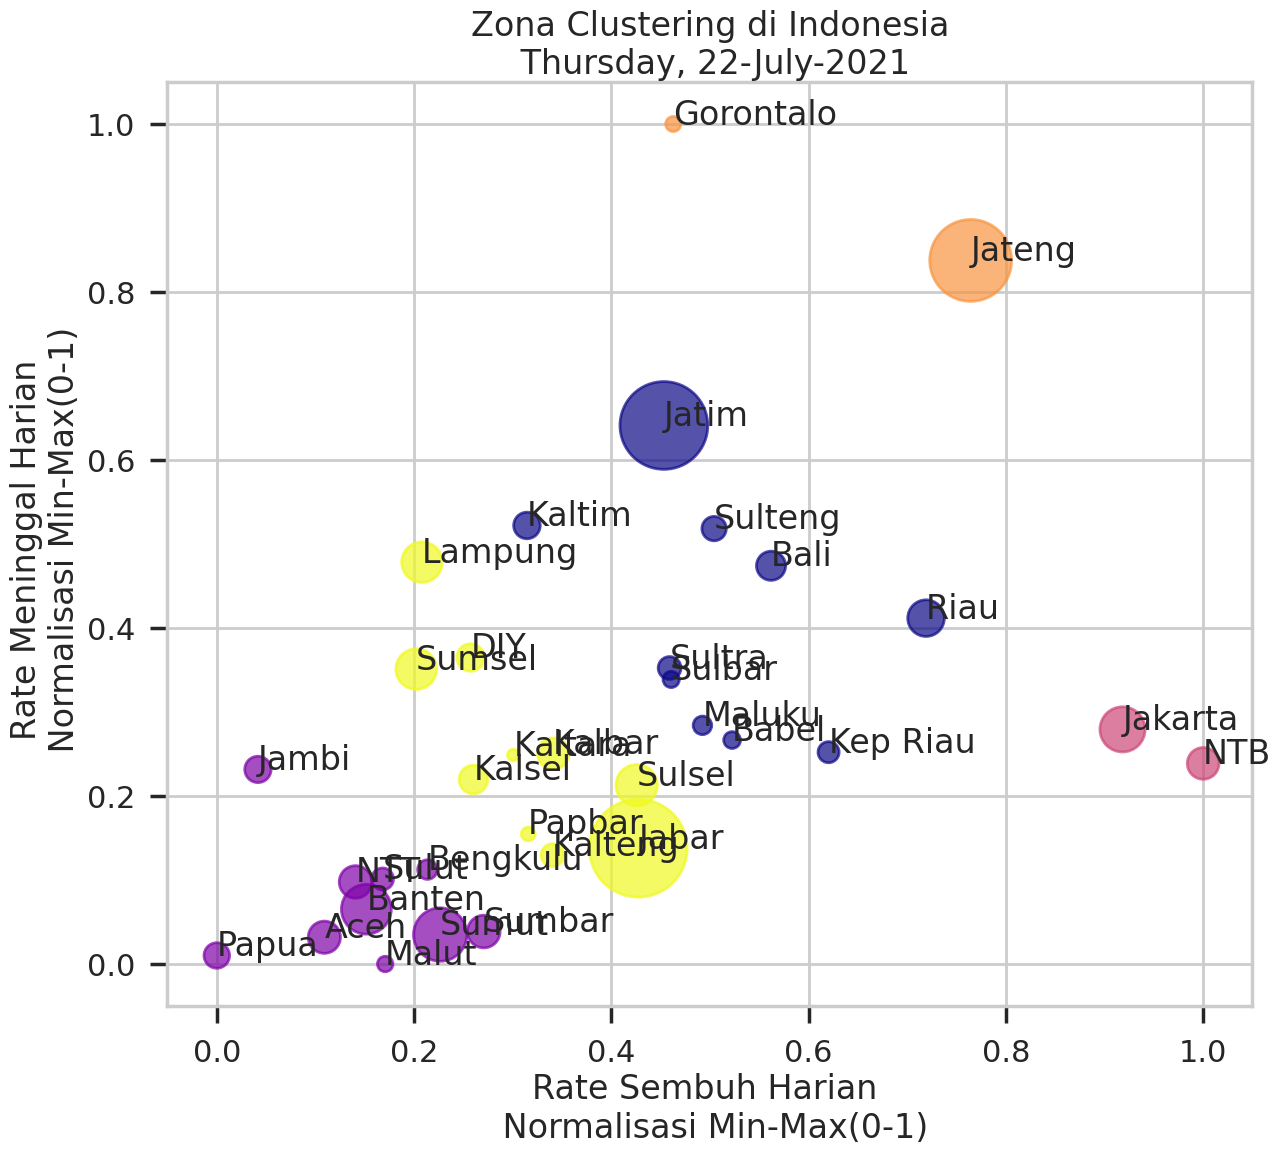 Zona Clustering di Indonesia
Thursday, 22-July-2021
Rate Meninggal Harian
Normalisasi Min-Max(0-1)
1.0
0.8
0.6
0.4
0.2
0.0
Gorontalo
Jateng
Jatim
Kaltim
Sulteng
Lampung
Bali
Riau
DIY
Sumsel
Sultra
Sulbar
Maluku
Babel
Jakarta
Kaltara
Kalbar
Kep Riau
NTB
Jambi
Kalsel
Sulsel
Papbar
Jabar
Kalteng
Bengkulu
NTT
Sulut
Banten
Aceh
Sumut
Sumbar
Papua
Malut
0.0 0.2 0.4 0.6 0.8 1.0
Rate Sembuh Harian
Normalisasi Min-Max(0-1)